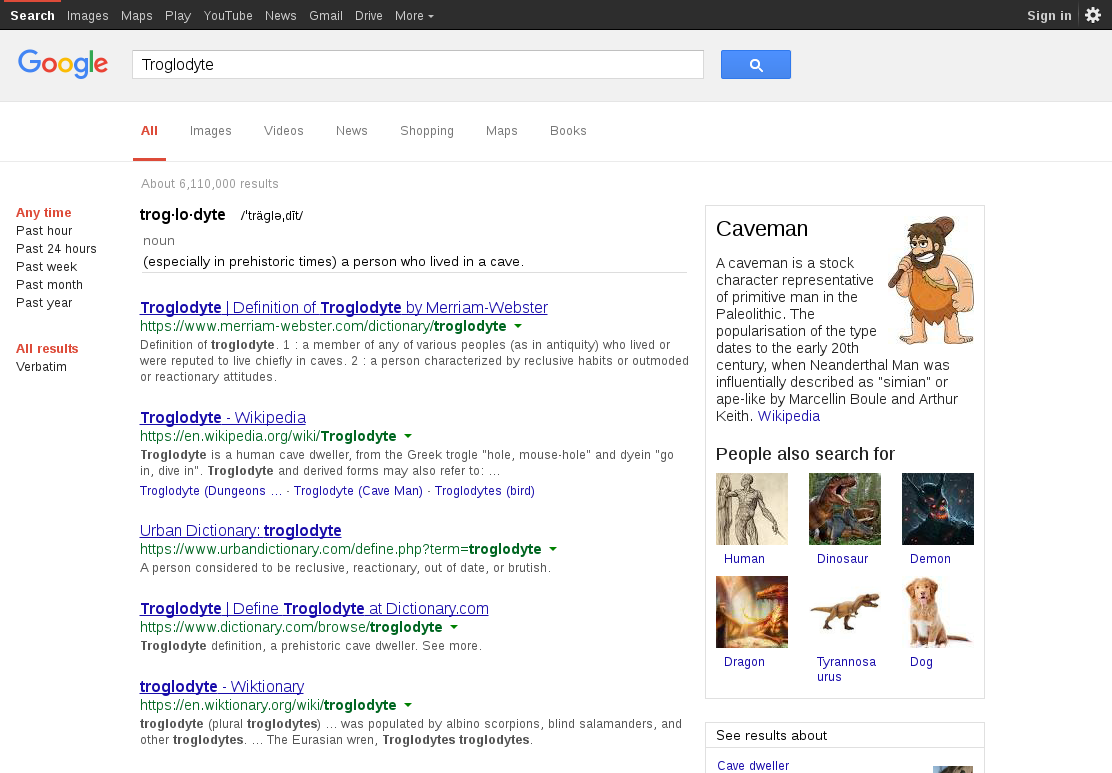 Search Images Maps Play YouTube News Gmail Drive More Sign in
Google
Troglodyte
All Images Videos News Shopping Maps Books
About 6,110,000 results
Any time
Past hour
Past 24 hours
Past week
Past month
Past year
All results
Verbatim
trog·lo·dyte /ˈträɡləˌdīt/
noun
(especially in prehistoric times) a person who lived in a cave.
Troglodyte | Definition of Troglodyte by Merriam-Webster
https://www.merriam-webster.com/dictionary/troglodyte
Definition of troglodyte. 1 : a member of any of various peoples (as in antiquity) who lived or
were reputed to live chiefly in caves. 2 : a person characterized by reclusive habits or outmoded
or reactionary attitudes.
Troglodyte - Wikipedia
https://en.wikipedia.org/wiki/Troglodyte
Troglodyte is a human cave dweller, from the Greek trogle "hole, mouse-hole" and dyein "go
in, dive in". Troglodyte and derived forms may also refer to: ...
Troglodyte (Dungeons ... · Troglodyte (Cave Man) · Troglodytes (bird)
Urban Dictionary: troglodyte
https://www.urbandictionary.com/define.php?term=troglodyte
A person considered to be reclusive, reactionary, out of date, or brutish.
Troglodyte | Define Troglodyte at Dictionary.com
https://www.dictionary.com/browse/troglodyte
Troglodyte definition, a prehistoric cave dweller. See more.
troglodyte - Wiktionary
https://en.wiktionary.org/wiki/troglodyte
troglodyte (plural troglodytes) ... was populated by albino scorpions, blind salamanders, and
other troglodytes. ... The Eurasian wren, Troglodytes troglodytes.
Caveman
A caveman is a stock
character representative
of primitive man in the
Paleolithic. The
popularisation of the type
dates to the early 20th
century, when Neanderthal Man was
influentially described as "simian" or
ape-like by Marcellin Boule and Arthur
Keith. Wikipedia
People also search for
Human Dinosaur Demon
Dragon Tyrannosa Dog
urus
See results about
Cave dweller